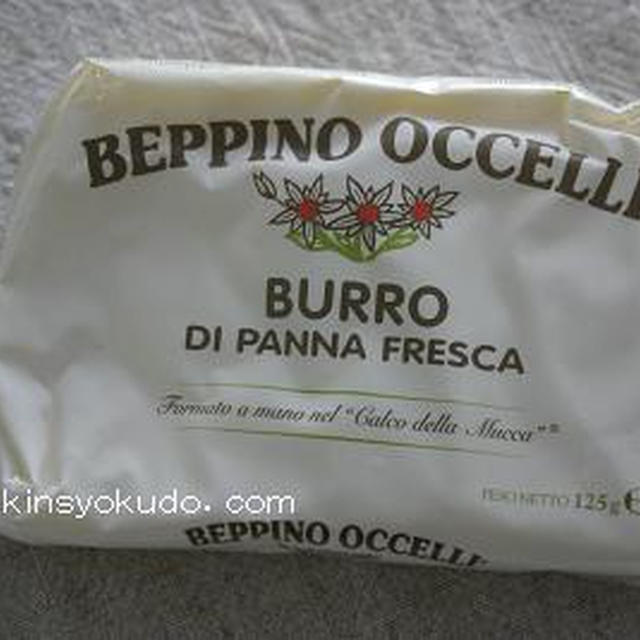 BEPPINO OCCELLI
BURRO
DI PANNA FRESCA
Formato a mano nel "Calco della Mucca"®
PESO NETTO 125 g e
kinsyokudo. com
BEPPINO OCCELLI